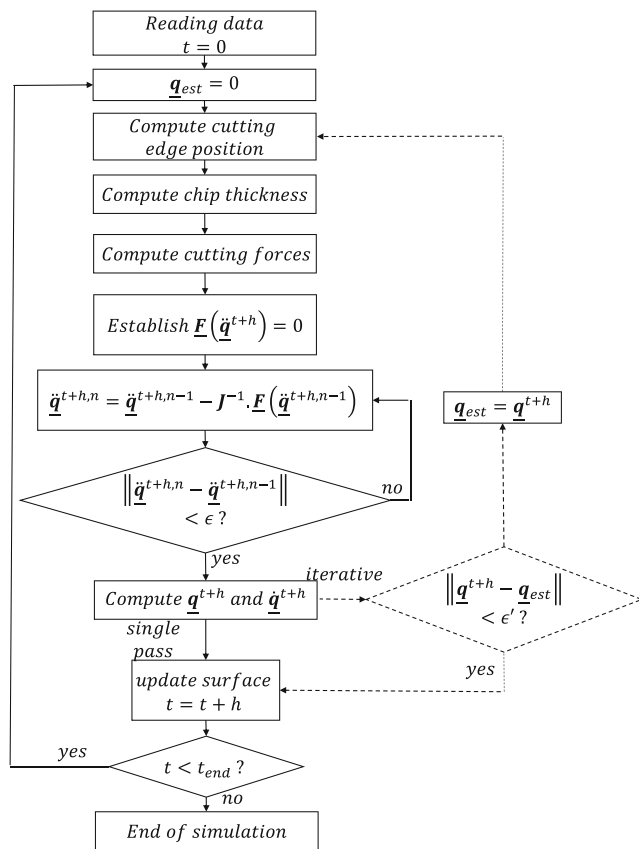 Reading data
t = 0
q_est = 0
Compute cutting
edge position
Compute chip thickness
Compute cutting forces
Establish F(q̈^{t+h}) = 0
q̈^{t+h,n} = q̈^{t+h,n−1} − J^{−1}. F(q̈^{t+h,n−1})
q_est = q^{t+h}
‖q̈^{t+h,n} − q̈^{t+h,n−1}‖
< ϵ ?
no
yes
iterative
‖q^{t+h} − q_est‖
< ϵ′ ?
Compute q^{t+h} and q̇^{t+h}
single
pass
yes
update surface
t = t + h
yes
t < t_end ?
no
End of simulation